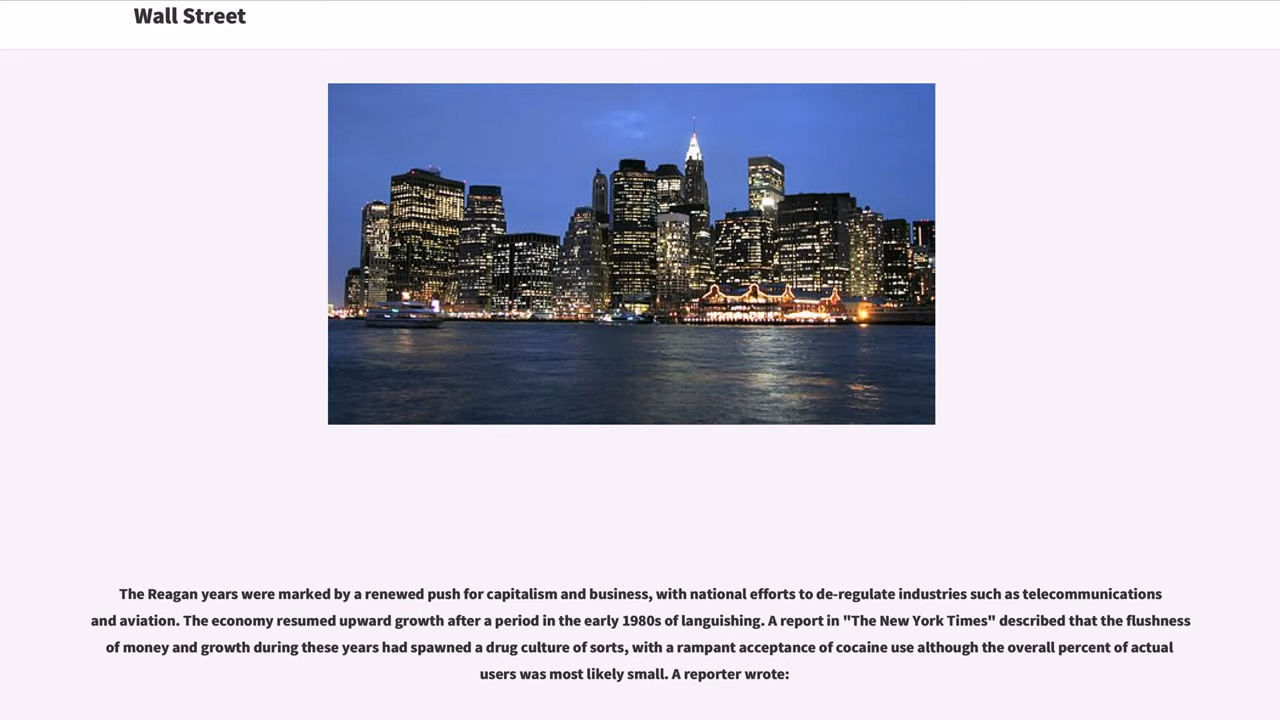 Wall Street
The Reagan years were marked by a renewed push for capitalism and business, with national efforts to de-regulate industries such as telecommunications
and aviation. The economy resumed upward growth after a period in the early 1980s of languishing. A report in "The New York Times" described that the flushness
of money and growth during these years had spawned a drug culture of sorts, with a rampant acceptance of cocaine use although the overall percent of actual
users was most likely small. A reporter wrote: